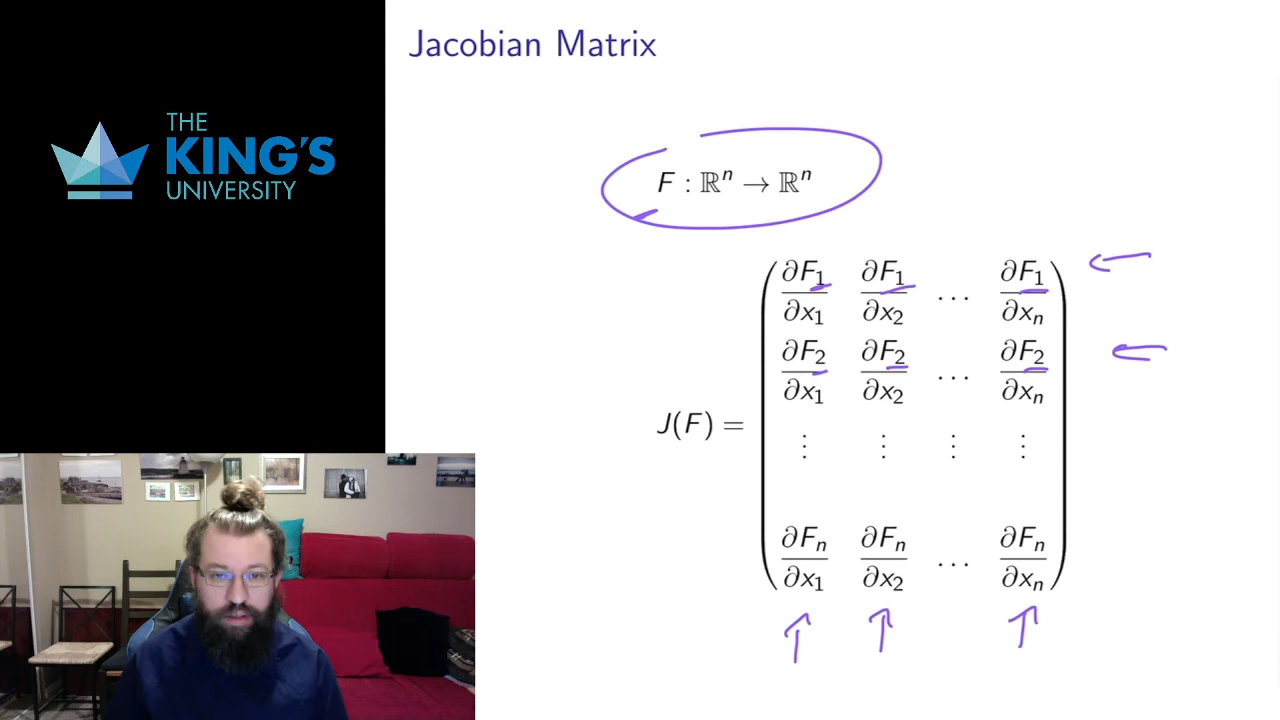 Jacobian Matrix
THE
KING'S
UNIVERSITY
F : ℝⁿ → ℝⁿ
J(F) =
∂F₁/∂x₁ ∂F₁/∂x₂ … ∂F₁/∂xₙ
∂F₂/∂x₁ ∂F₂/∂x₂ … ∂F₂/∂xₙ
⋮ ⋮ ⋮ ⋮
∂Fₙ/∂x₁ ∂Fₙ/∂x₂ … ∂Fₙ/∂xₙ